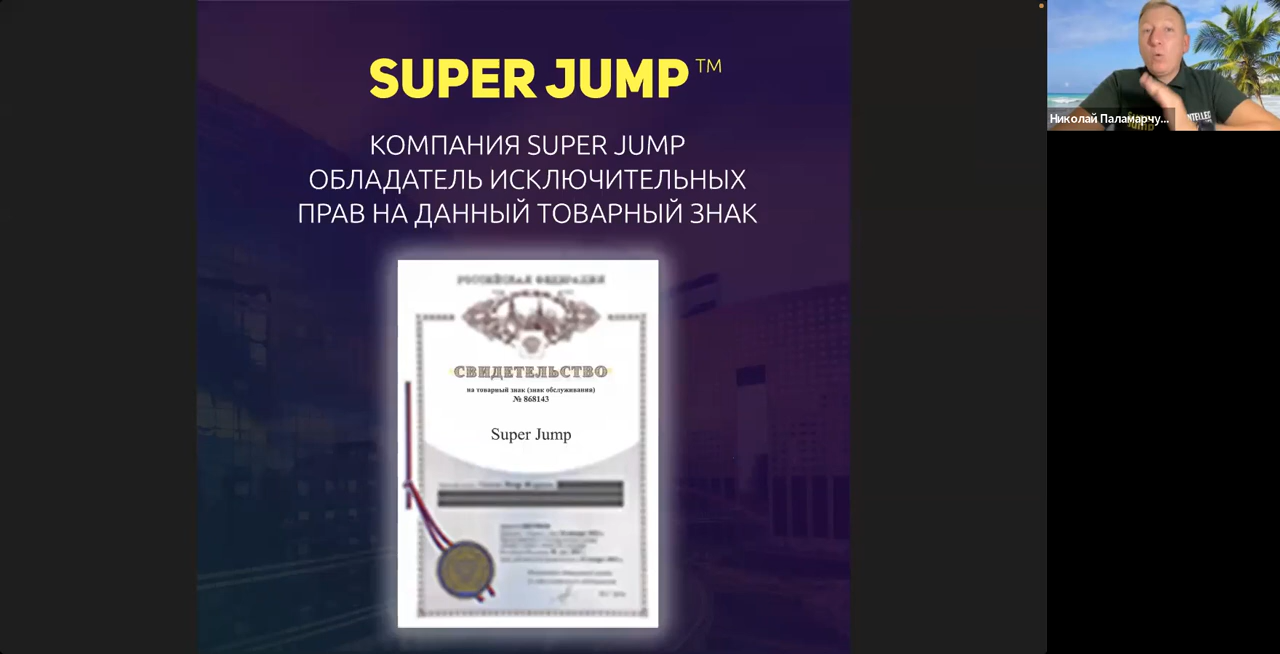 SUPER JUMP™
КОМПАНИЯ SUPER JUMP
ОБЛАДАТЕЛЬ ИСКЛЮЧИТЕЛЬНЫХ
ПРАВ НА ДАННЫЙ ТОВАРНЫЙ ЗНАК
РОССИЙСКАЯ ФЕДЕРАЦИЯ
СВИДЕТЕЛЬСТВО
на товарный знак (знак обслуживания)
№ 868143
Super Jump
Николай Паламарчу...